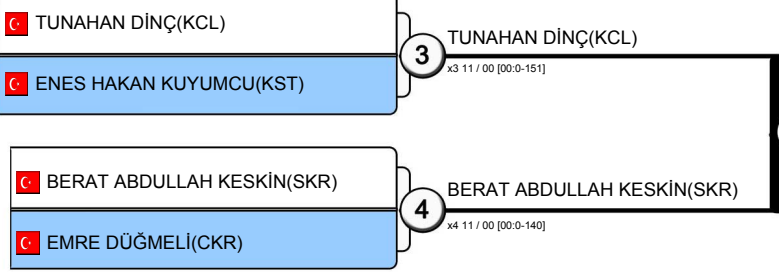 TUNAHAN DİNÇ(KCL)
ENES HAKAN KUYUMCU(KST)
3
TUNAHAN DİNÇ(KCL)
x3 11 / 00 [00:0-151]
BERAT ABDULLAH KESKİN(SKR)
EMRE DÜĞMELİ(CKR)
4
BERAT ABDULLAH KESKİN(SKR)
x4 11 / 00 [00:0-140]